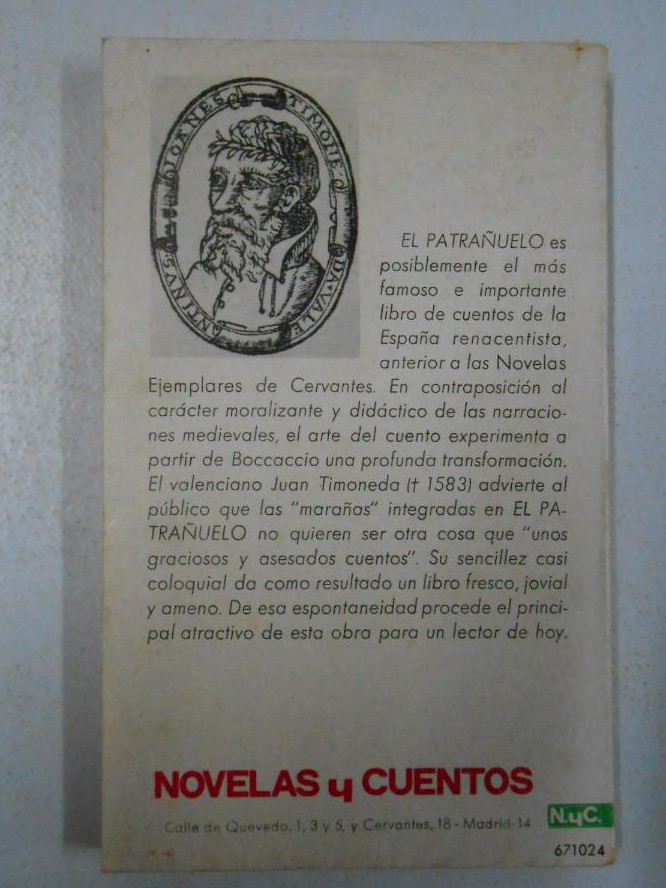 IOANES TIMONE
DA·VALE
ANTINVS
EL PATRAÑUELO es
posiblemente el más
famoso e importante
libro de cuentos de la
España renacentista,
anterior a las Novelas
Ejemplares de Cervantes. En contraposición al
carácter moralizante y didáctico de las narracio-
nes medievales, el arte del cuento experimenta a
partir de Boccaccio una profunda transformación.
El valenciano Juan Timoneda († 1583) advierte al
público que las "marañas" integradas en EL PA-
TRAÑUELO no quieren ser otra cosa que "unos
graciosos y asesados cuentos". Su sencillez casi
coloquial da como resultado un libro fresco, jovial
y ameno. De esa espontaneidad procede el princi-
pal atractivo de esta obra para un lector de hoy.
NOVELAS y CUENTOS
Calle de Quevedo, 1, 3 y 5, y Cervantes, 18 - Madrid-14
N.yC.
671024